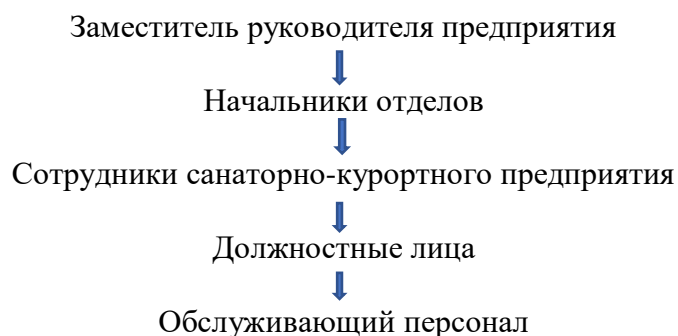 Заместитель руководителя предприятия
Начальники отделов
Сотрудники санаторно-курортного предприятия
Должностные лица
Обслуживающий персонал